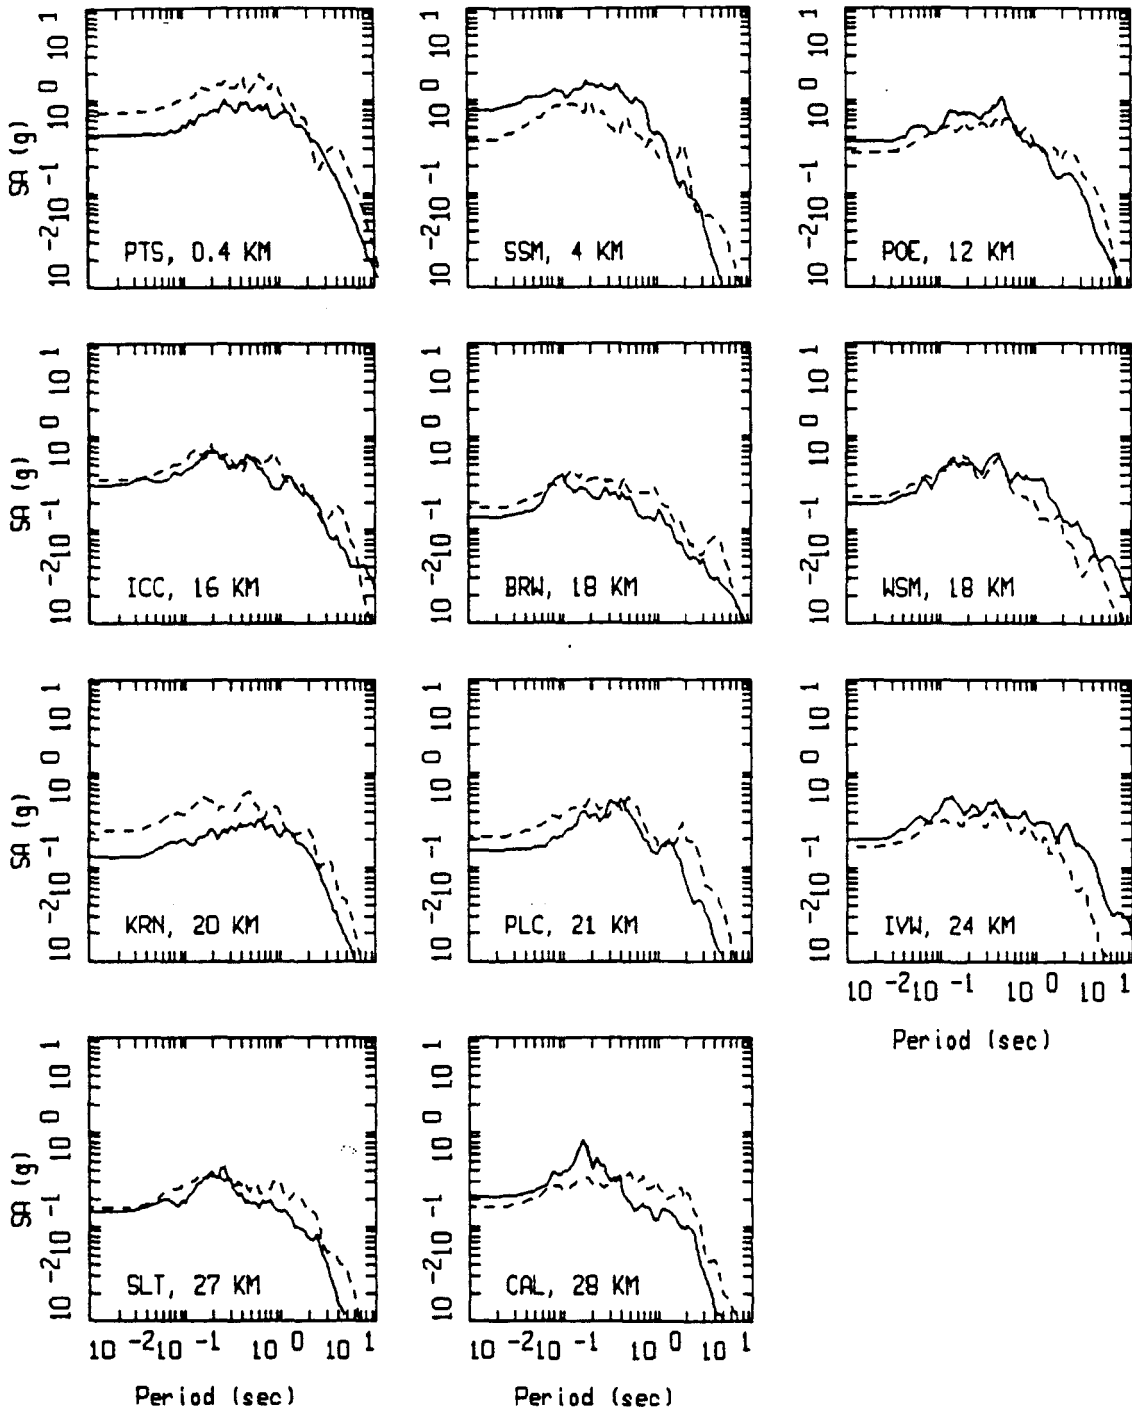 SA (g)
10 -2 10 -1 10 0 10 1
PTS, 0.4 KM
10 -2 10 -1 10 0 10 1
SSM, 4 KM
10 -2 10 -1 10 0 10 1
POE, 12 KM
SA (g)
10 -2 10 -1 10 0 10 1
ICC, 16 KM
10 -2 10 -1 10 0 10 1
BRW, 18 KM
10 -2 10 -1 10 0 10 1
WSM, 18 KM
SA (g)
10 -2 10 -1 10 0 10 1
KRN, 20 KM
10 -2 10 -1 10 0 10 1
PLC, 21 KM
10 -2 10 -1 10 0 10 1
IVW, 24 KM
10 -2 10 -1 10 0 10 1
Period (sec)
SA (g)
10 -2 10 -1 10 0 10 1
SLT, 27 KM
10 -2 10 -1 10 0 10 1
Period (sec)
10 -2 10 -1 10 0 10 1
CAL, 28 KM
10 -2 10 -1 10 0 10 1
Period (sec)